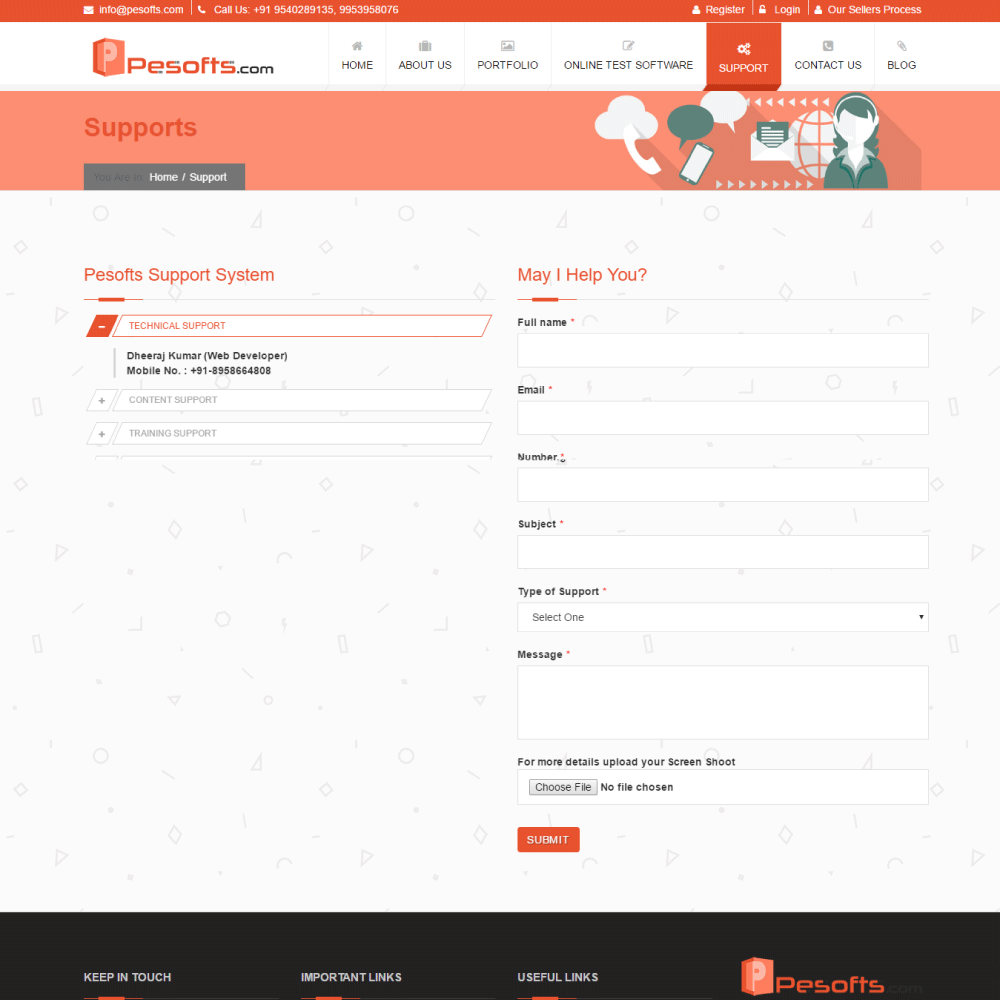 info@pesofts.com
Call Us: +91 9540289135, 9953958076
Register
Login
Our Sellers Process
Pesofts.com
HOME
ABOUT US
PORTFOLIO
ONLINE TEST SOFTWARE
SUPPORT
CONTACT US
BLOG
Supports
You Are In: Home / Support
Pesofts Support System
TECHNICAL SUPPORT
Dheeraj Kumar (Web Developer)
Mobile No. : +91-8958664808
CONTENT SUPPORT
TRAINING SUPPORT
May I Help You?
Full name *
Email *
Number *
Subject *
Type of Support *
Select One
Message *
For more details upload your Screen Shoot
Choose File No file chosen
SUBMIT
KEEP IN TOUCH
IMPORTANT LINKS
USEFUL LINKS
Pesofts.com